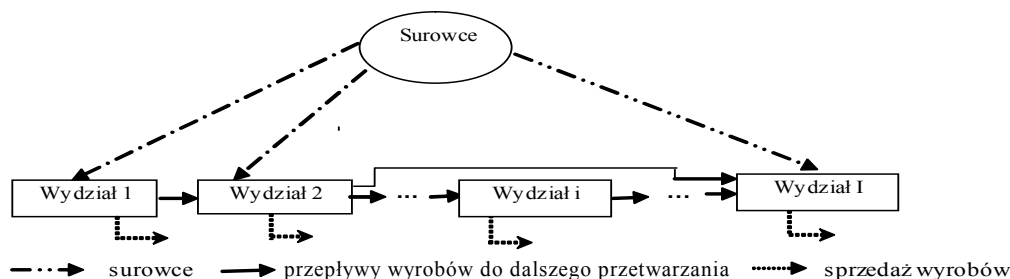 Surowce
Wydział 1 Wydział 2 ... Wydział i ... Wydział I
surowce przepływy wyrobów do dalszego przetwarzania sprzedaż wyrobów